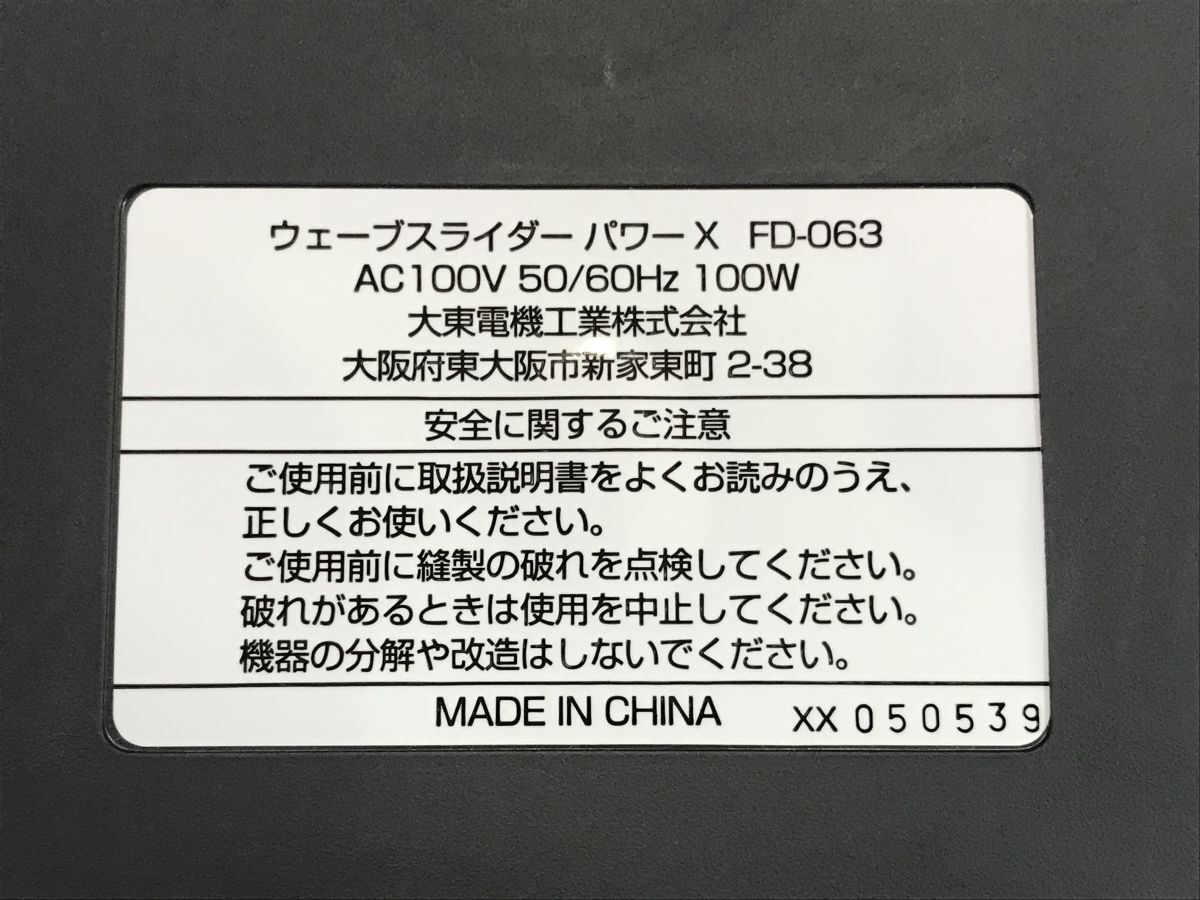 ウェーブスライダー パワーX FD-063
AC100V 50/60Hz 100W
大東電機工業株式会社
大阪府東大阪市新家東町 2-38
安全に関するご注意
ご使用前に取扱説明書をよくお読みのうえ、
正しくお使いください。
ご使用前に縫製の破れを点検してください。
破れがあるときは使用を中止してください。
機器の分解や改造はしないでください。
MADE IN CHINA XX 050539